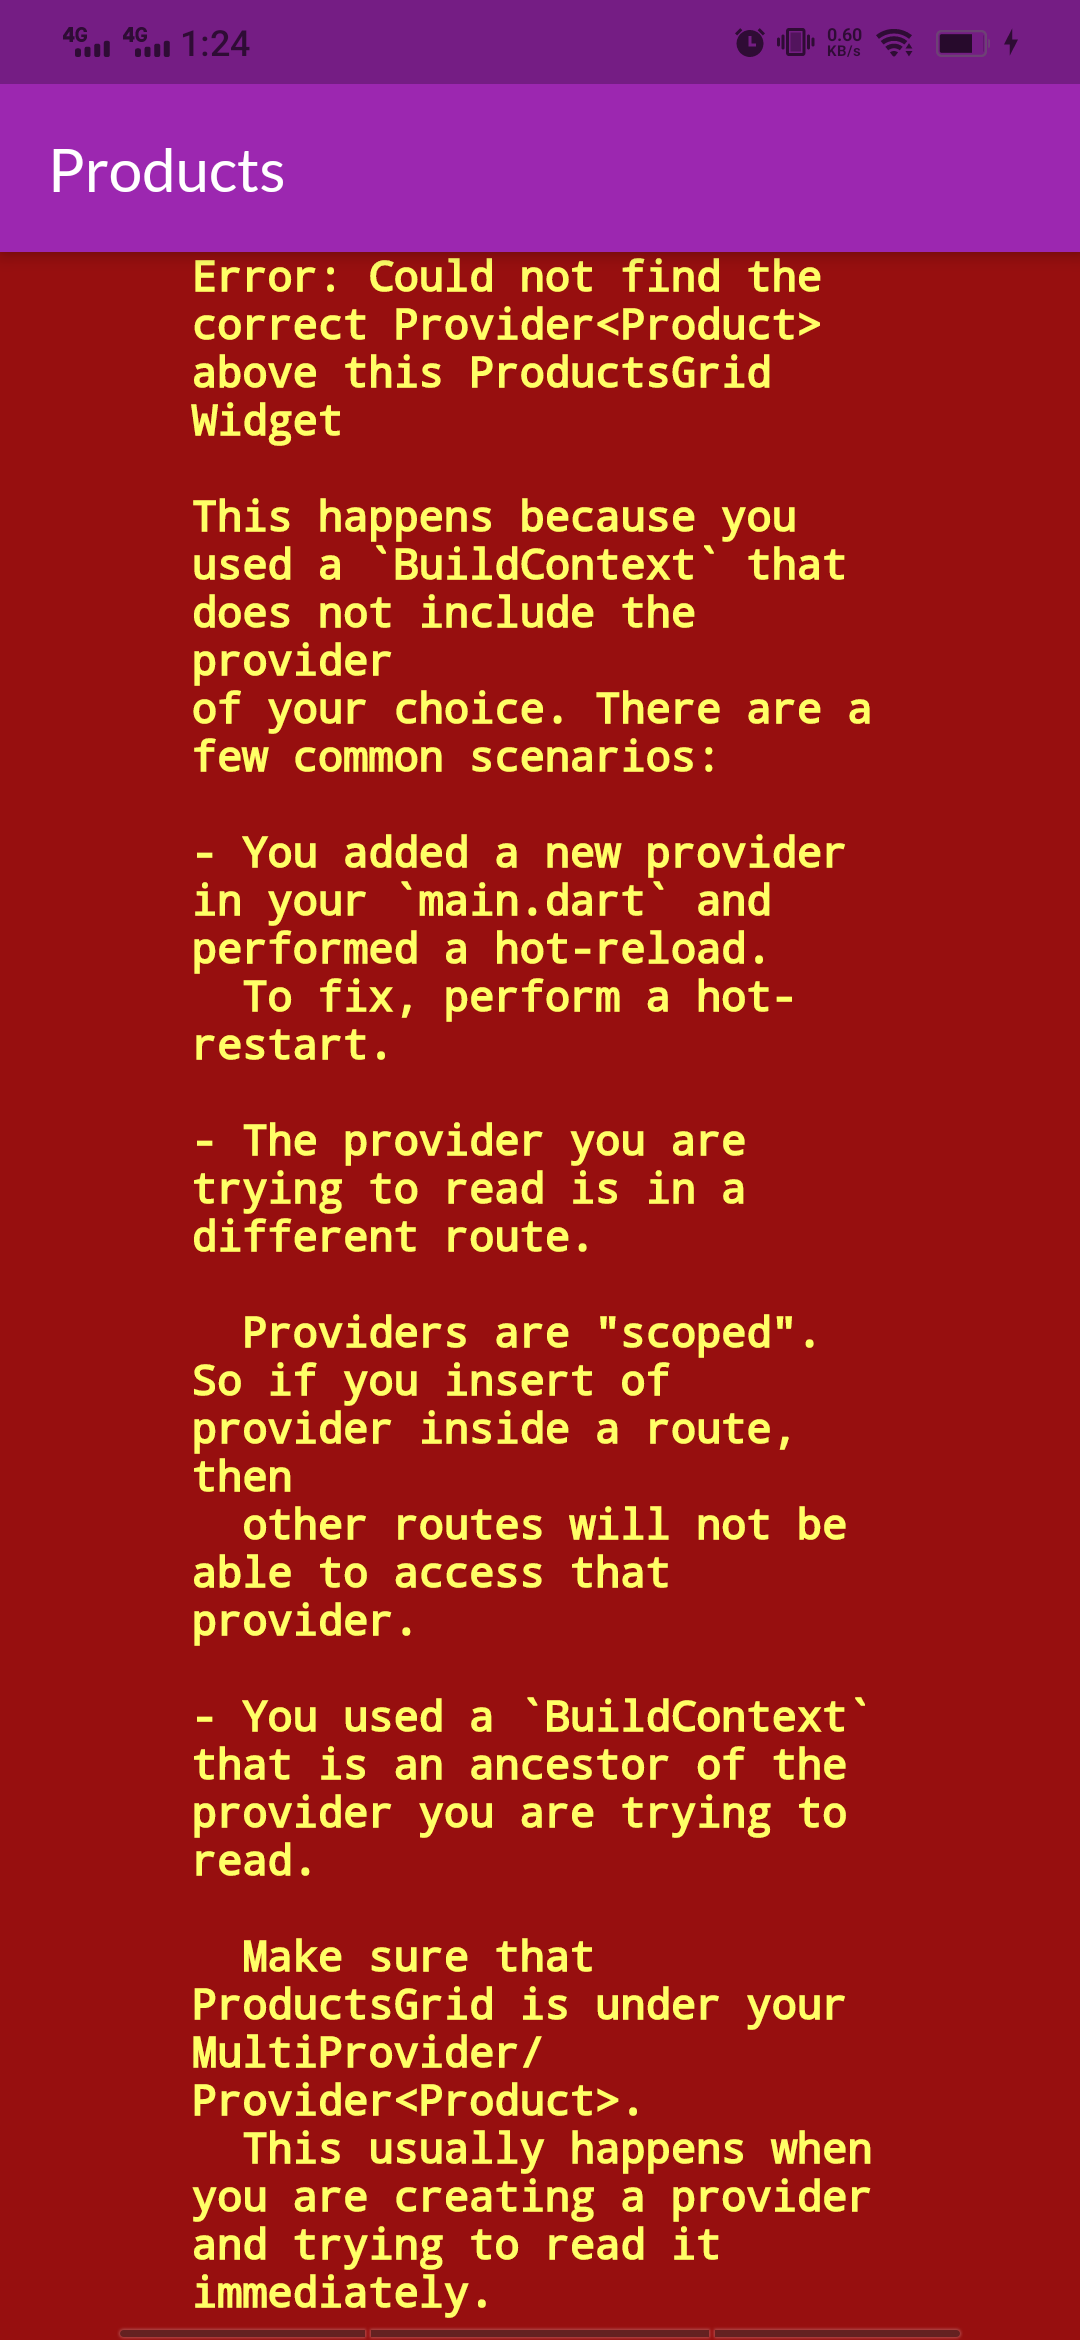 4G 4G 1:24 0.60 KB/s
Products
Error: Could not find the
correct Provider<Product>
above this ProductsGrid
Widget
This happens because you
used a `BuildContext` that
does not include the
provider
of your choice. There are a
few common scenarios:
- You added a new provider
in your `main.dart` and
performed a hot-reload.
To fix, perform a hot-
restart.
- The provider you are
trying to read is in a
different route.
Providers are "scoped".
So if you insert of
provider inside a route,
then
other routes will not be
able to access that
provider.
- You used a `BuildContext`
that is an ancestor of the
provider you are trying to
read.
Make sure that
ProductsGrid is under your
MultiProvider/
Provider<Product>.
This usually happens when
you are creating a provider
and trying to read it
immediately.